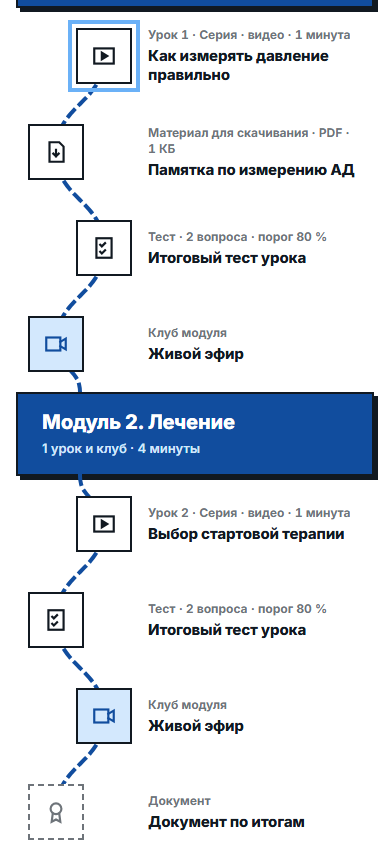 Урок 1 · Серия · видео · 1 минута
Как измерять давление
правильно
Материал для скачивания · PDF ·
1 КБ
Памятка по измерению АД
Тест · 2 вопроса · порог 80 %
Итоговый тест урока
Клуб модуля
Живой эфир
Модуль 2. Лечение
1 урок и клуб · 4 минуты
Урок 2 · Серия · видео · 1 минута
Выбор стартовой терапии
Тест · 2 вопроса · порог 80 %
Итоговый тест урока
Клуб модуля
Живой эфир
Документ
Документ по итогам